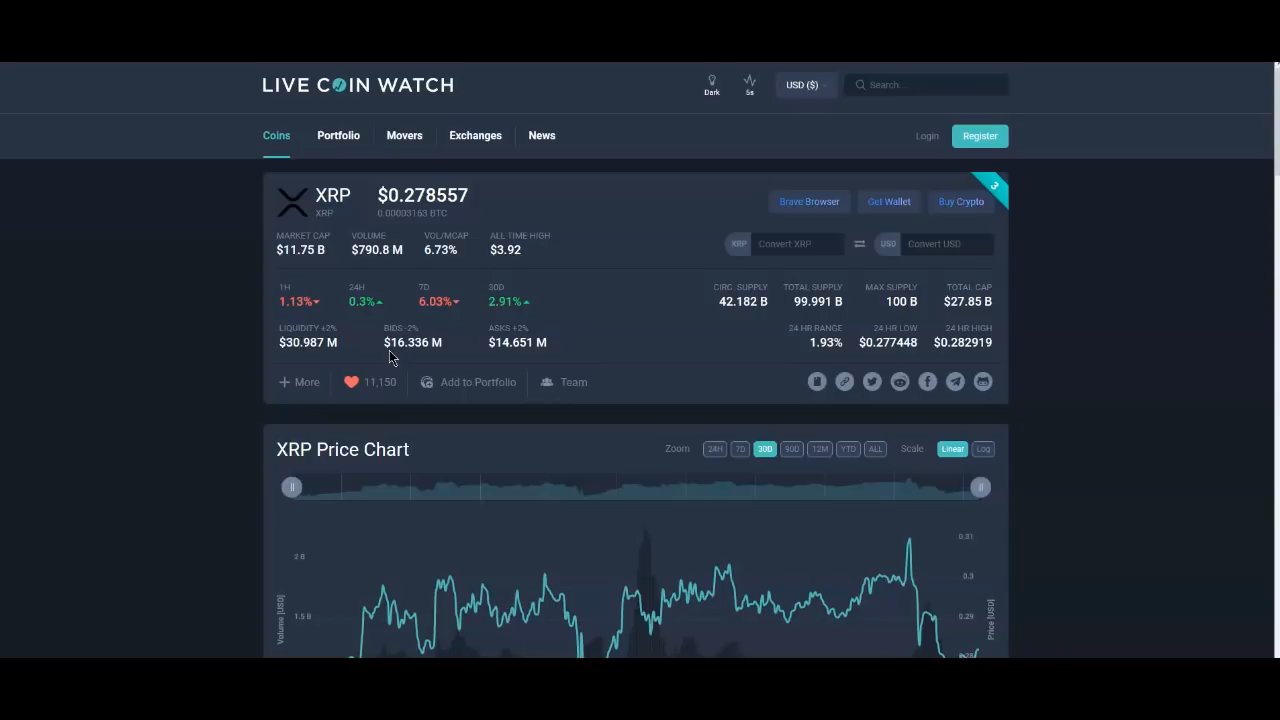 LIVE COIN WATCH
Dark
5s
USD ($)
Search...
Coins
Portfolio
Movers
Exchanges
News
Login
Register
XRP
XRP
$0.278557
0.00003163 BTC
Brave Browser
Get Wallet
Buy Crypto
3
MARKET CAP
$11.75 B
VOLUME
$790.8 M
VOL/MCAP
6.73%
ALL TIME HIGH
$3.92
XRP
Convert XRP
USD
Convert USD
1H
1.13%
24H
0.3%
7D
6.03%
30D
2.91%
CIRC. SUPPLY
42.182 B
TOTAL SUPPLY
99.991 B
MAX SUPPLY
100 B
TOTAL CAP
$27.85 B
LIQUIDITY ±2%
$30.987 M
BIDS -2%
$16.336 M
ASKS +2%
$14.651 M
24 HR RANGE
1.93%
24 HR LOW
$0.277448
24 HR HIGH
$0.282919
+ More
11,150
Add to Portfolio
Team
XRP Price Chart
Zoom
24H
7D
30D
90D
12M
YTD
ALL
Scale
Linear
Log
2 B
1.5 B
Volume [USD]
0.31
0.3
0.29
0.28
Price [USD]